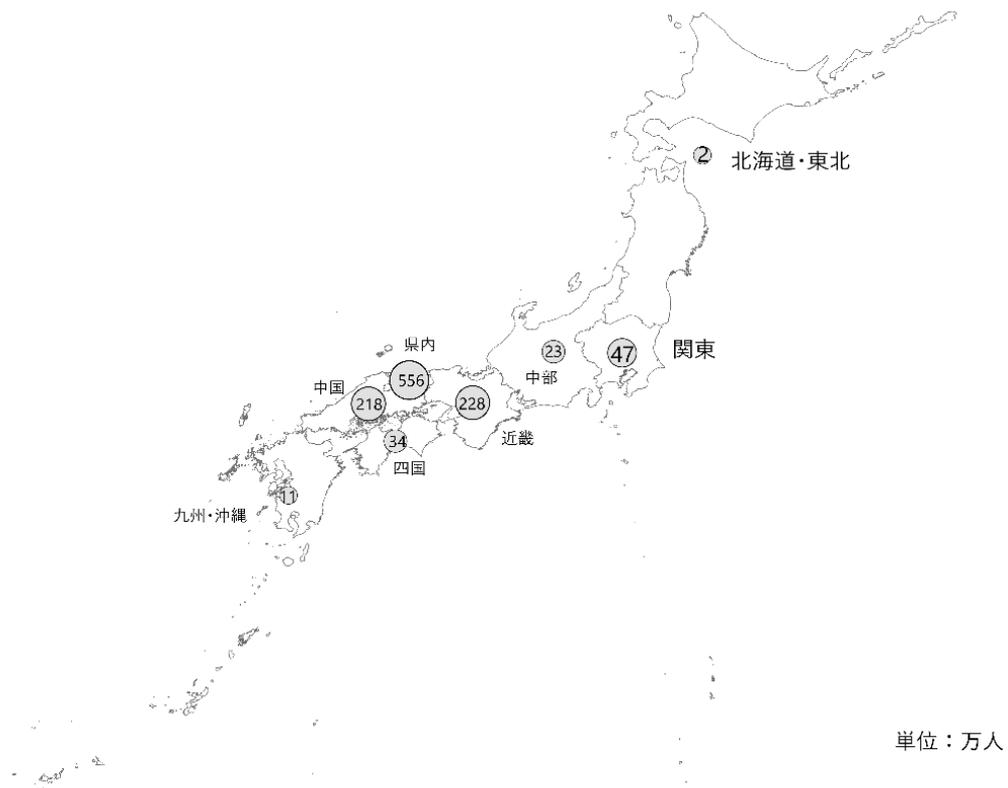 2
北海道・東北
県内
23
47
関東
中部
中国
556
218
228
近畿
34
四国
11
九州・沖縄
単位：万人